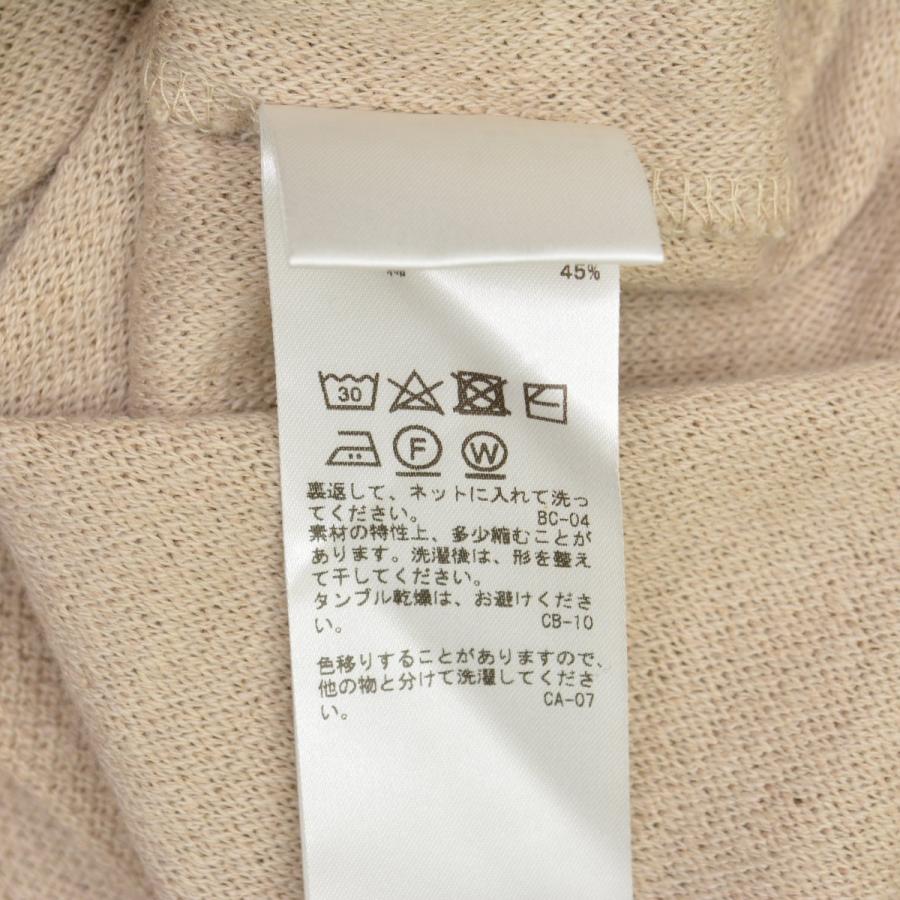 45%
30
F W
裏返して、ネットに入れて洗っ
てください。 BC-04
素材の特性上、多少縮むことが
あります。洗濯後は、形を整え
て干してください。
タンブル乾燥は、お避けくださ
い。 CB-10
色移りすることがありますので、
他の物と分けて洗濯してくださ
い。 CA-07